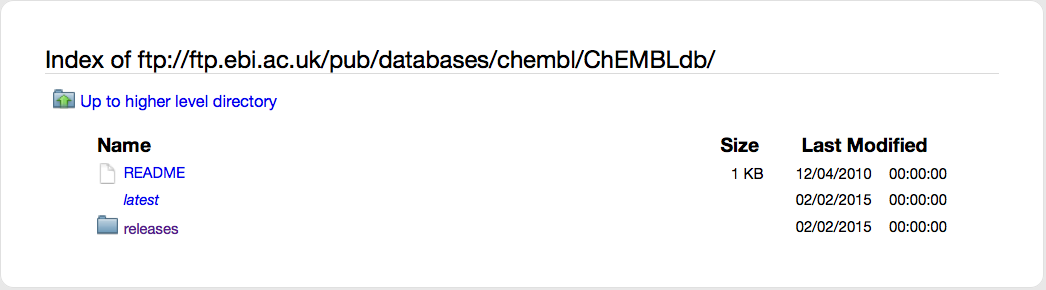 Index of ftp://ftp.ebi.ac.uk/pub/databases/chembl/ChEMBLdb/
Up to higher level directory
Name Size Last Modified
README 1 KB 12/04/2010 00:00:00
latest 02/02/2015 00:00:00
releases 02/02/2015 00:00:00